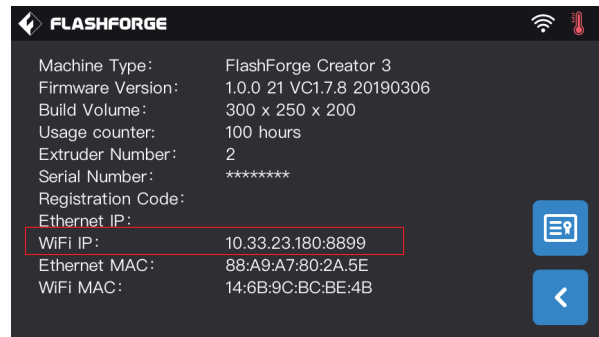 FLASHFORGE
Machine Type: FlashForge Creator 3
Firmware Version: 1.0.0 21 VC1.7.8 20190306
Build Volume: 300 x 250 x 200
Usage counter: 100 hours
Extruder Number: 2
Serial Number: ********
Registration Code:
Ethernet IP:
WiFi IP: 10.33.23.180:8899
Ethernet MAC: 88:A9:A7:80:2A.5E
WiFi MAC: 14:6B:9C:BC:BE:4B